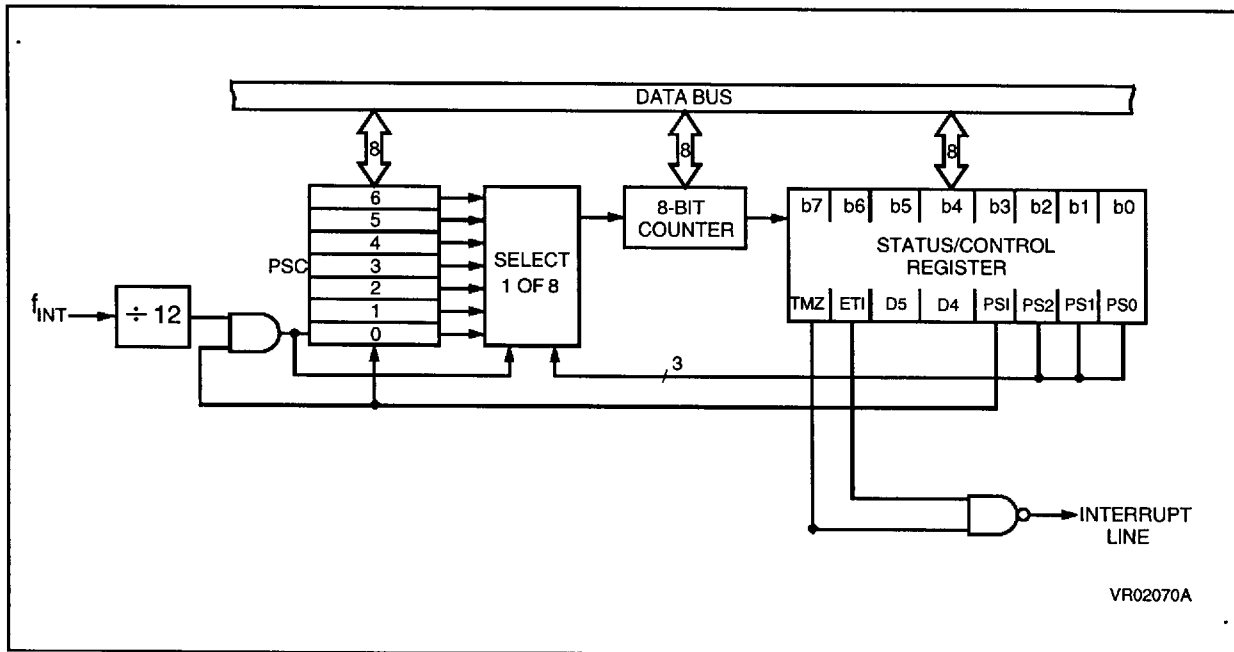 DATA BUS
8
8
8
6
5
4
3
2
1
0
PSC
SELECT
1 OF 8
8-BIT
COUNTER
b7 b6 b5 b4 b3 b2 b1 b0
STATUS/CONTROL
REGISTER
TMZ ETI D5 D4 PSI PS2 PS1 PS0
fINT
÷ 12
3
INTERRUPT
LINE
VR02070A